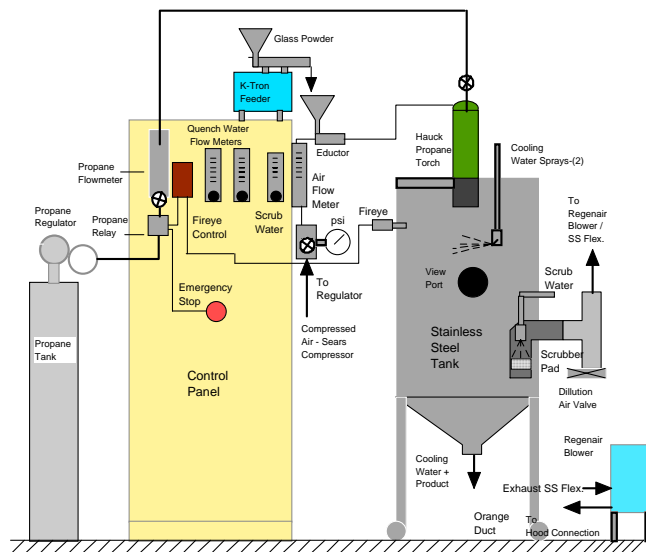 Glass Powder
K-Tron
Feeder
Quench Water
Flow Meters
Eductor
Hauck
Propane
Torch
Cooling
Water Sprays-(2)
Propane
Flowmeter
Air
Flow
Meter
Propane
Regulator
Propane
Relay
Fireye
Control
Scrub
Water
psi
Fireye
To
Regenair
Blower /
SS Flex.
View
Port
Scrub
Water
Emergency
Stop
To
Regulator
Compressed
Air - Sears
Compressor
Stainless
Steel
Tank
Scrubber
Pad
Propane
Tank
Control
Panel
Dillution
Air Valve
Regenair
Blower
Cooling
Water +
Product
Exhaust SS Flex.
Orange
Duct
To
Hood Connection